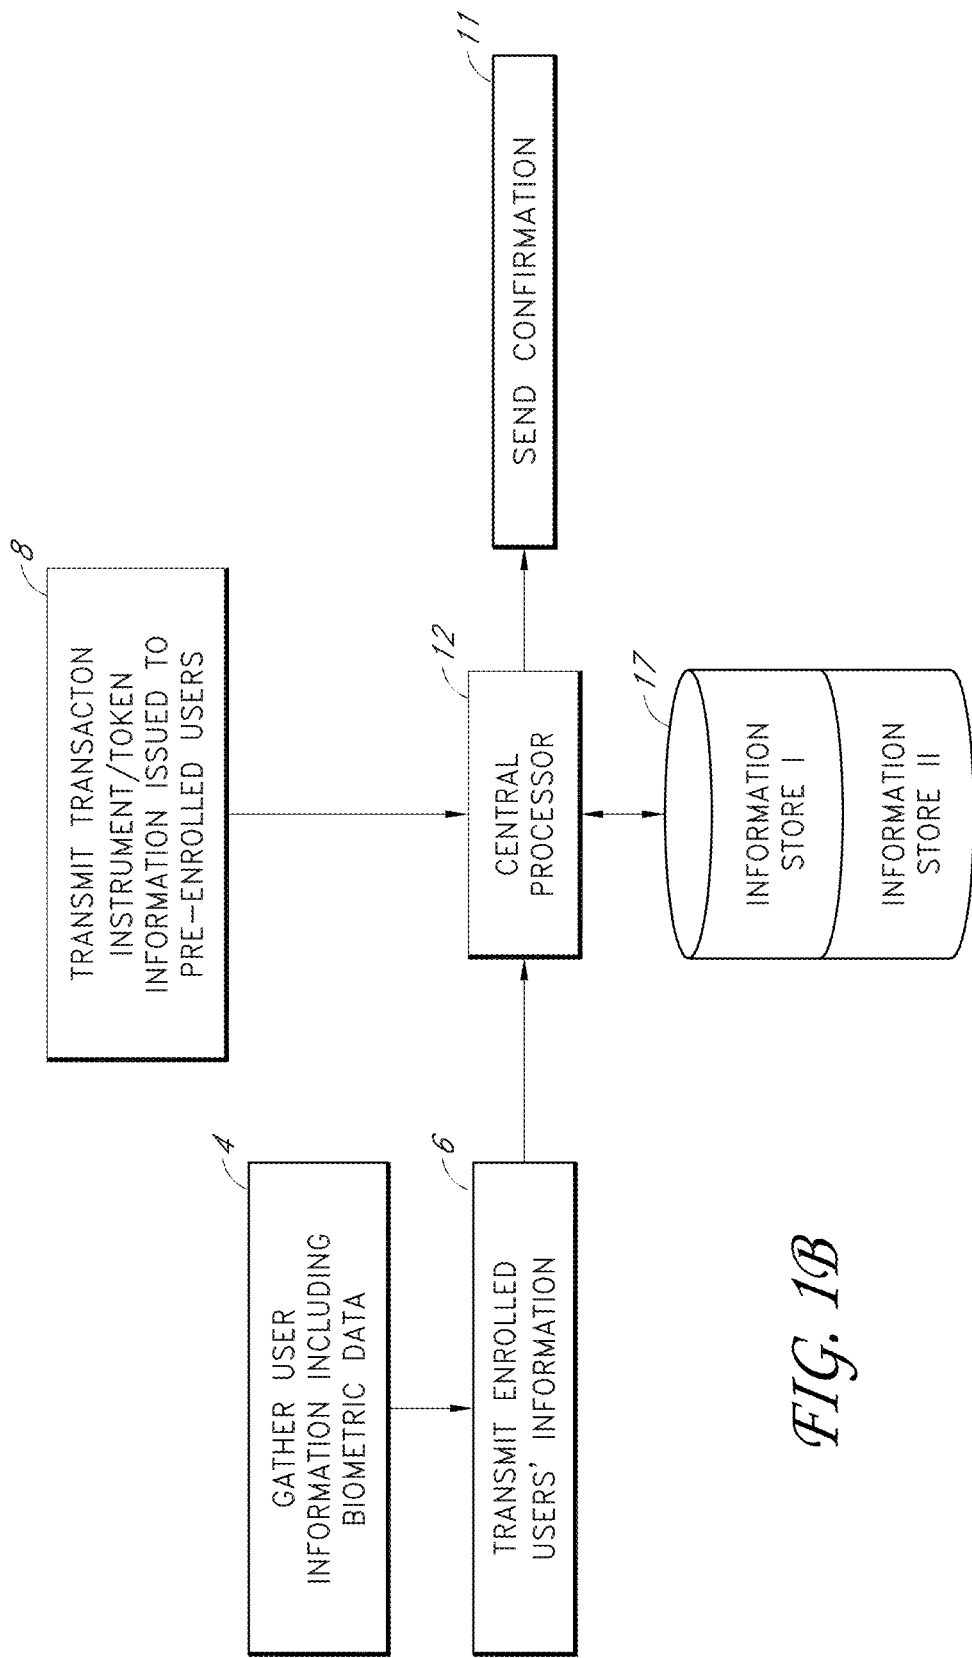 8
TRANSMIT TRANSACTON
INSTRUMENT/TOKEN
INFORMATION ISSUED TO
PRE-ENROLLED USERS
4
GATHER USER
INFORMATION INCLUDING
BIOMETRIC DATA
6
TRANSMIT ENROLLED
USERS' INFORMATION
12
CENTRAL
PROCESSOR
11
SEND CONFIRMATION
17
INFORMATION
STORE I
INFORMATION
STORE II
FIG. 1B